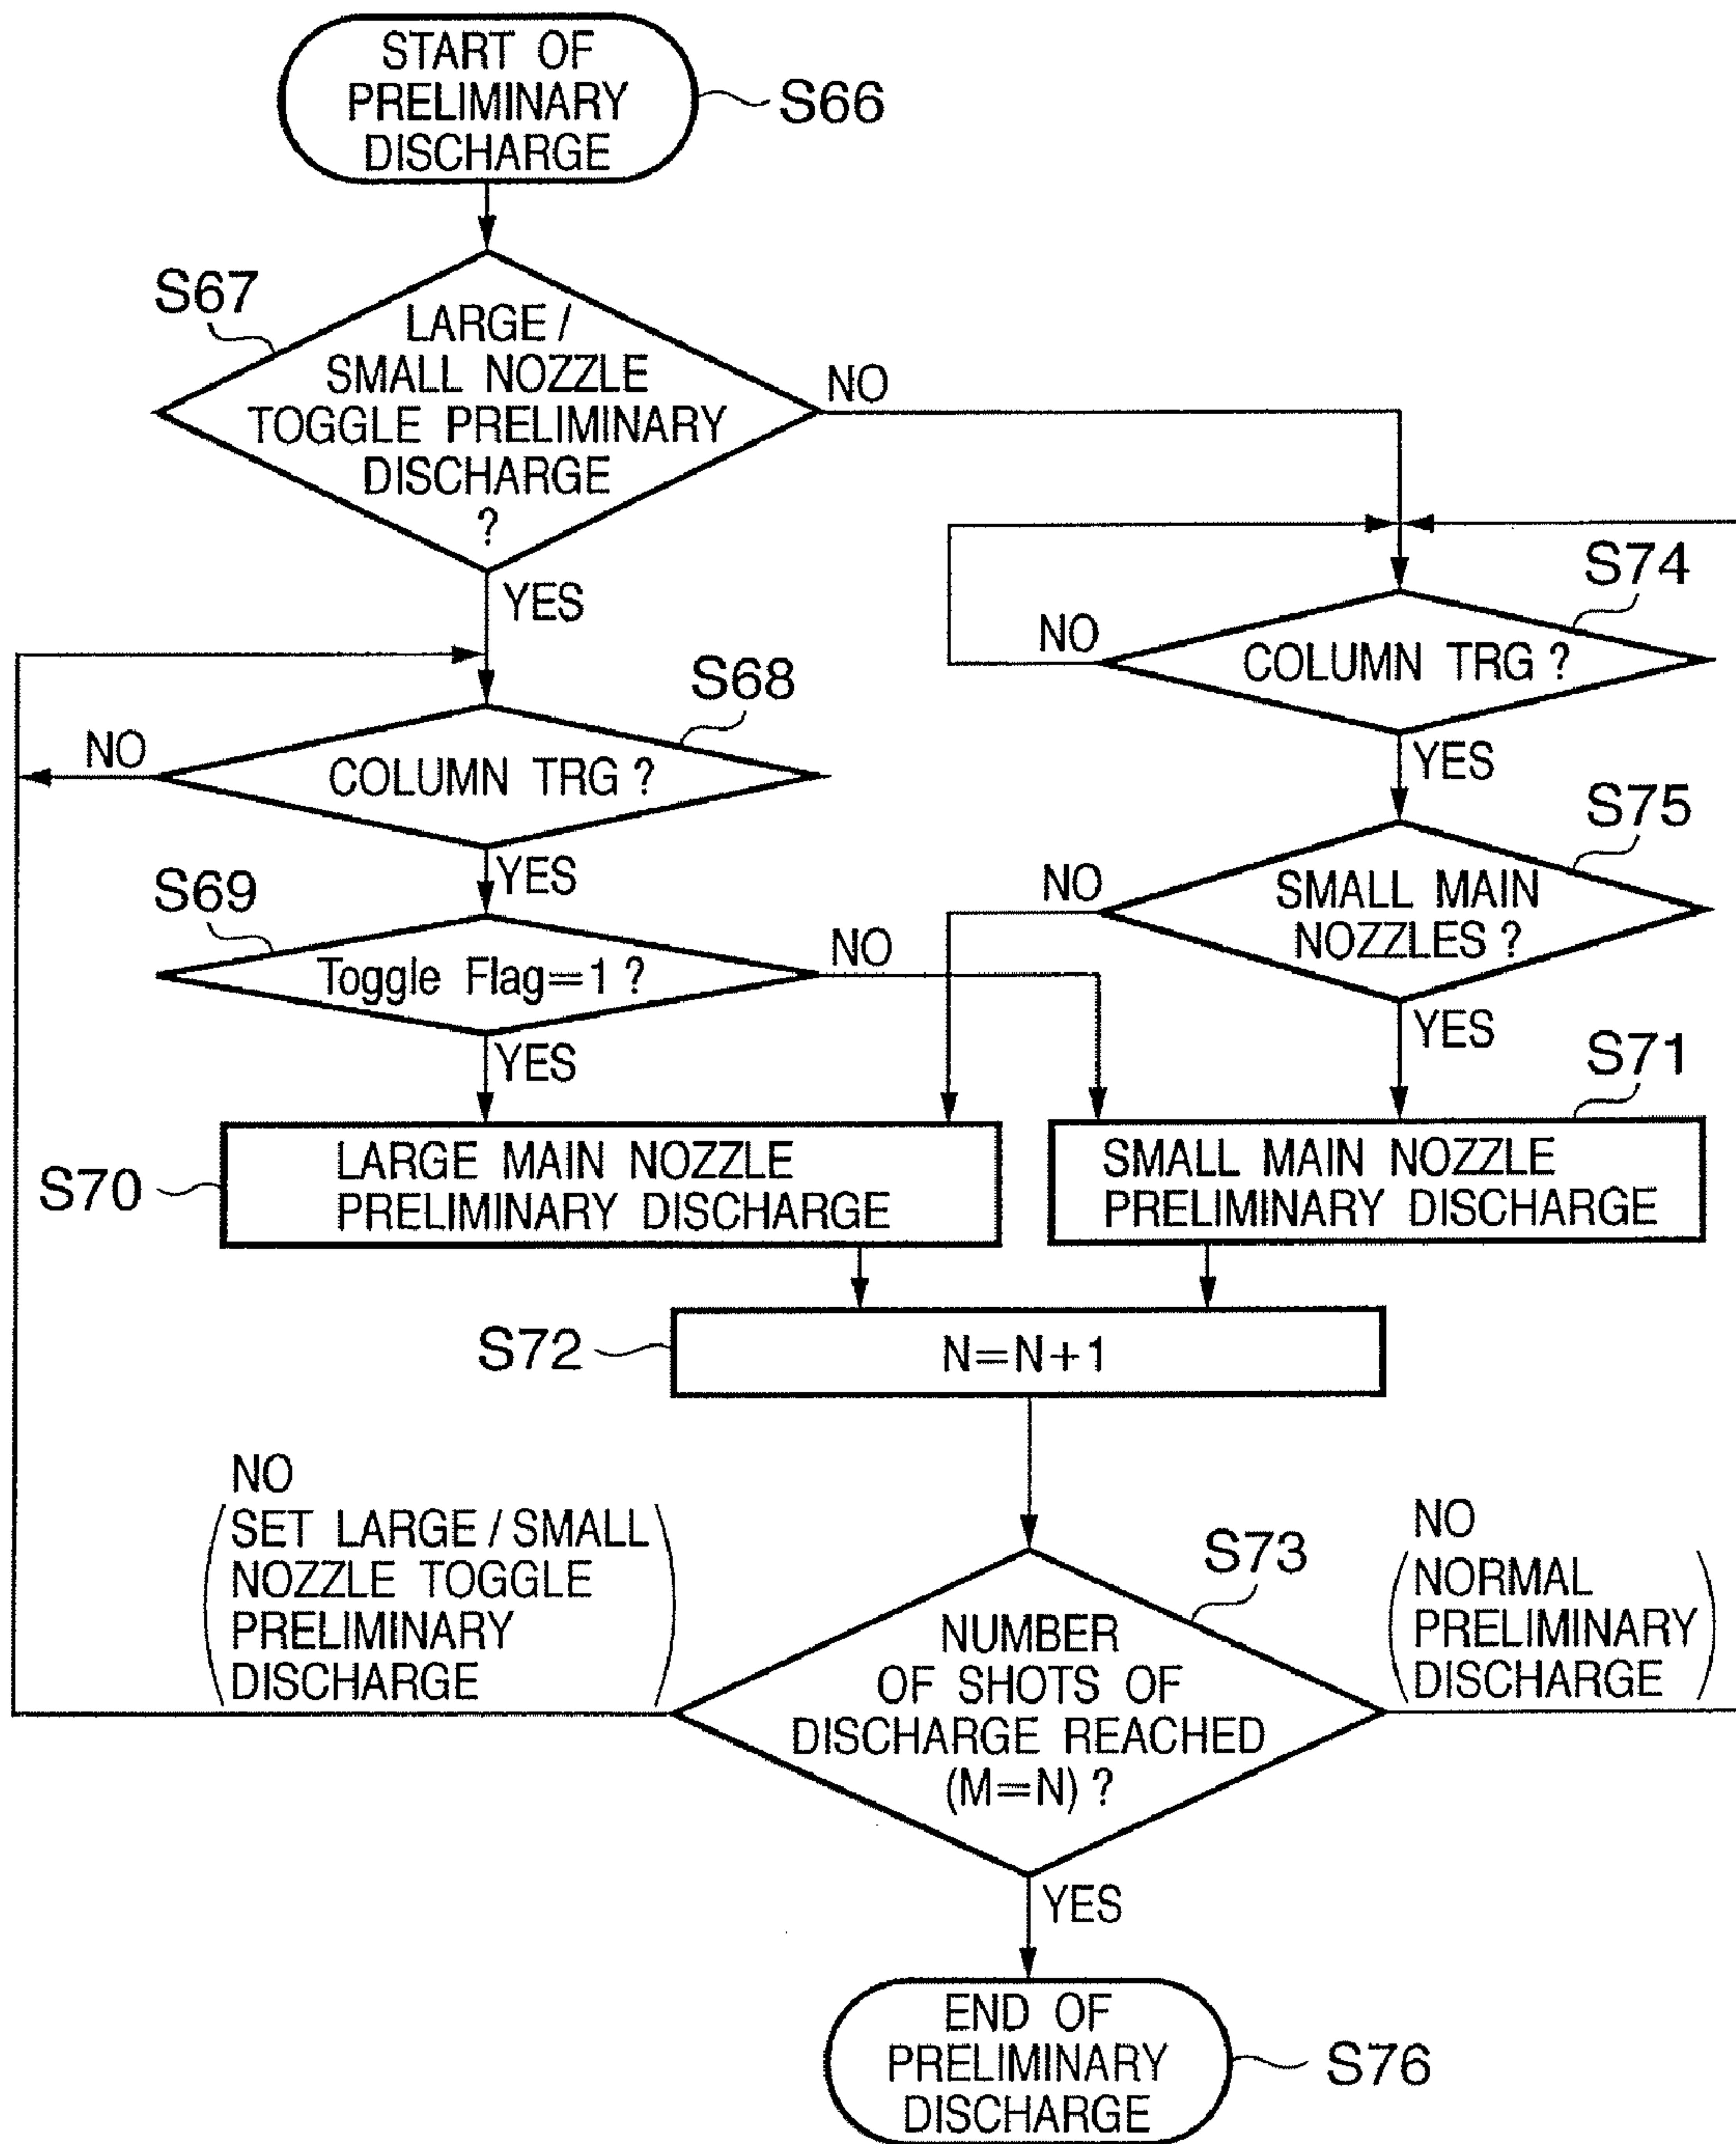 START OF
PRELIMINARY
DISCHARGE
S66
S67
LARGE /
SMALL NOZZLE
TOGGLE PRELIMINARY
DISCHARGE
?
NO
YES
S74
NO
COLUMN TRG ?
YES
S68
NO
COLUMN TRG ?
YES
S75
NO
SMALL MAIN
NOZZLES ?
YES
S69
Toggle Flag=1 ?
NO
YES
S71
S70
LARGE MAIN NOZZLE
PRELIMINARY DISCHARGE
SMALL MAIN NOZZLE
PRELIMINARY DISCHARGE
S72
N=N+1
NO
(SET LARGE / SMALL
NOZZLE TOGGLE
PRELIMINARY
DISCHARGE)
S73
NUMBER
OF SHOTS OF
DISCHARGE REACHED
(M=N) ?
NO
(NORMAL
PRELIMINARY
DISCHARGE)
YES
END OF
PRELIMINARY
DISCHARGE
S76